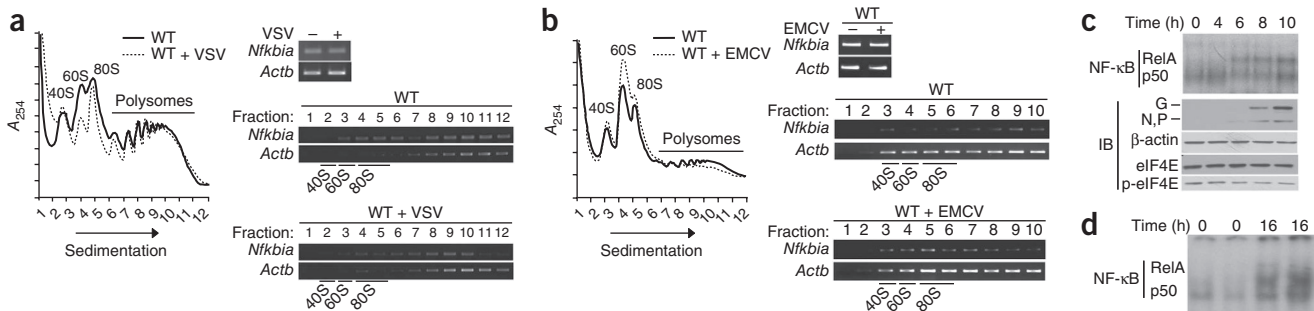 a
WT
WT + VSV
60S
80S
40S
Polysomes
A254
1 2 3 4 5 6 7 8 9 10 11 12
Sedimentation
VSV – +
Nfkbia
Actb
WT
Fraction: 1 2 3 4 5 6 7 8 9 10 11 12
Nfkbia
Actb
40S 60S 80S
WT + VSV
Fraction: 1 2 3 4 5 6 7 8 9 10 11 12
Nfkbia
Actb
40S 60S 80S
b
WT
WT + EMCV
60S
80S
40S
Polysomes
A254
1 2 3 4 5 6 7 8 9 10 11 12
Sedimentation
WT
EMCV – +
Nfkbia
Actb
WT
Fraction: 1 2 3 4 5 6 7 8 9 10
Nfkbia
Actb
40S 60S 80S
WT + EMCV
Fraction: 1 2 3 4 5 6 7 8 9 10
Nfkbia
Actb
40S 60S 80S
c
Time (h) 0 4 6 8 10
NF-κB RelA
p50
G
N,P
IB
β-actin
eIF4E
p-eIF4E
d
Time (h) 0 0 16 16
NF-κB RelA
p50